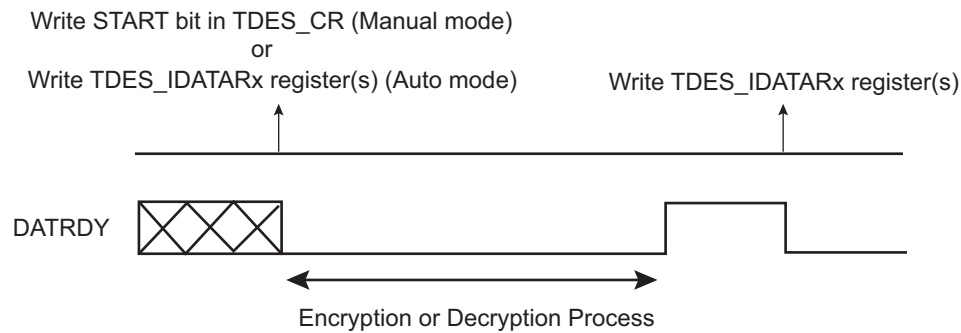 Write START bit in TDES_CR (Manual mode)
or
Write TDES_IDATARx register(s) (Auto mode)
Write TDES_IDATARx register(s)
DATRDY
Encryption or Decryption Process